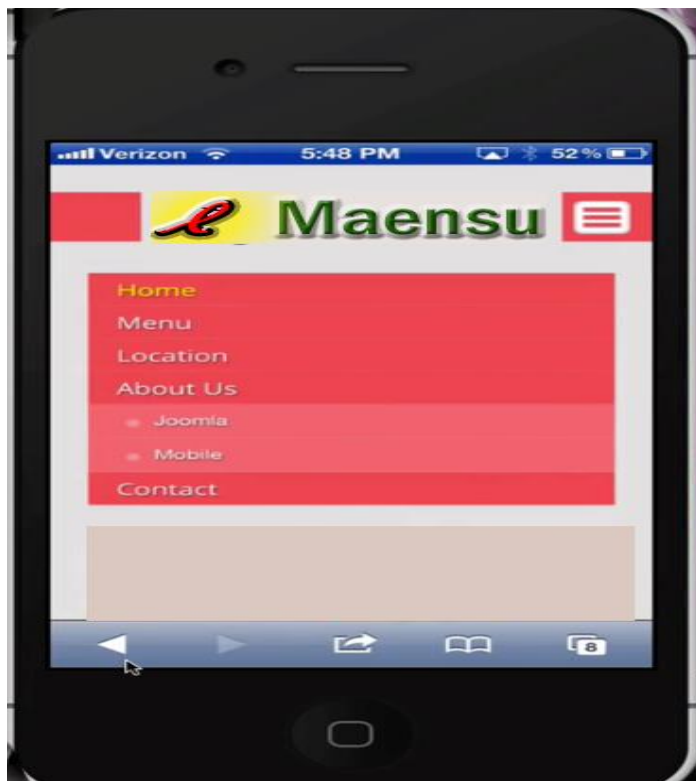 Verizon 5:48 PM 52%
e Maensu
Home
Menu
Location
About Us
Joomla
Mobile
Contact
8